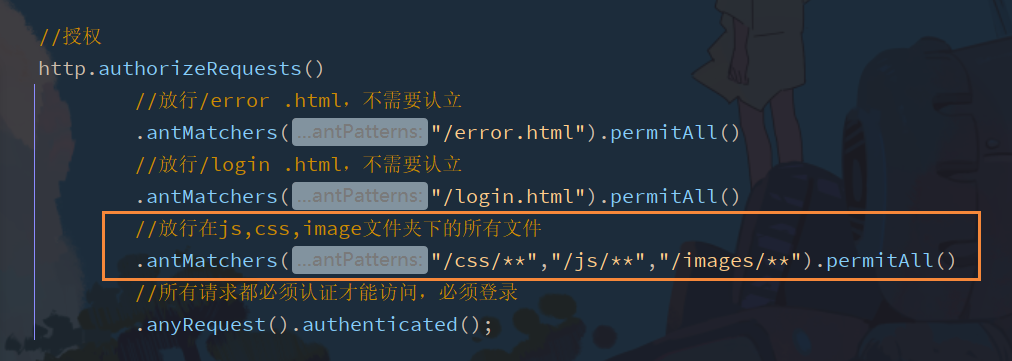 //授权
http.authorizeRequests()
//放行/error .html，不需要认立
.antMatchers( ...antPatterns: "/error.html").permitAll()
//放行/login .html，不需要认立
.antMatchers( ...antPatterns: "/login.html").permitAll()
//放行在js,css,image文件夹下的所有文件
.antMatchers( ...antPatterns: "/css/**","/js/**","/images/**").permitAll()
//所有请求都必须认证才能访问，必须登录
.anyRequest().authenticated();